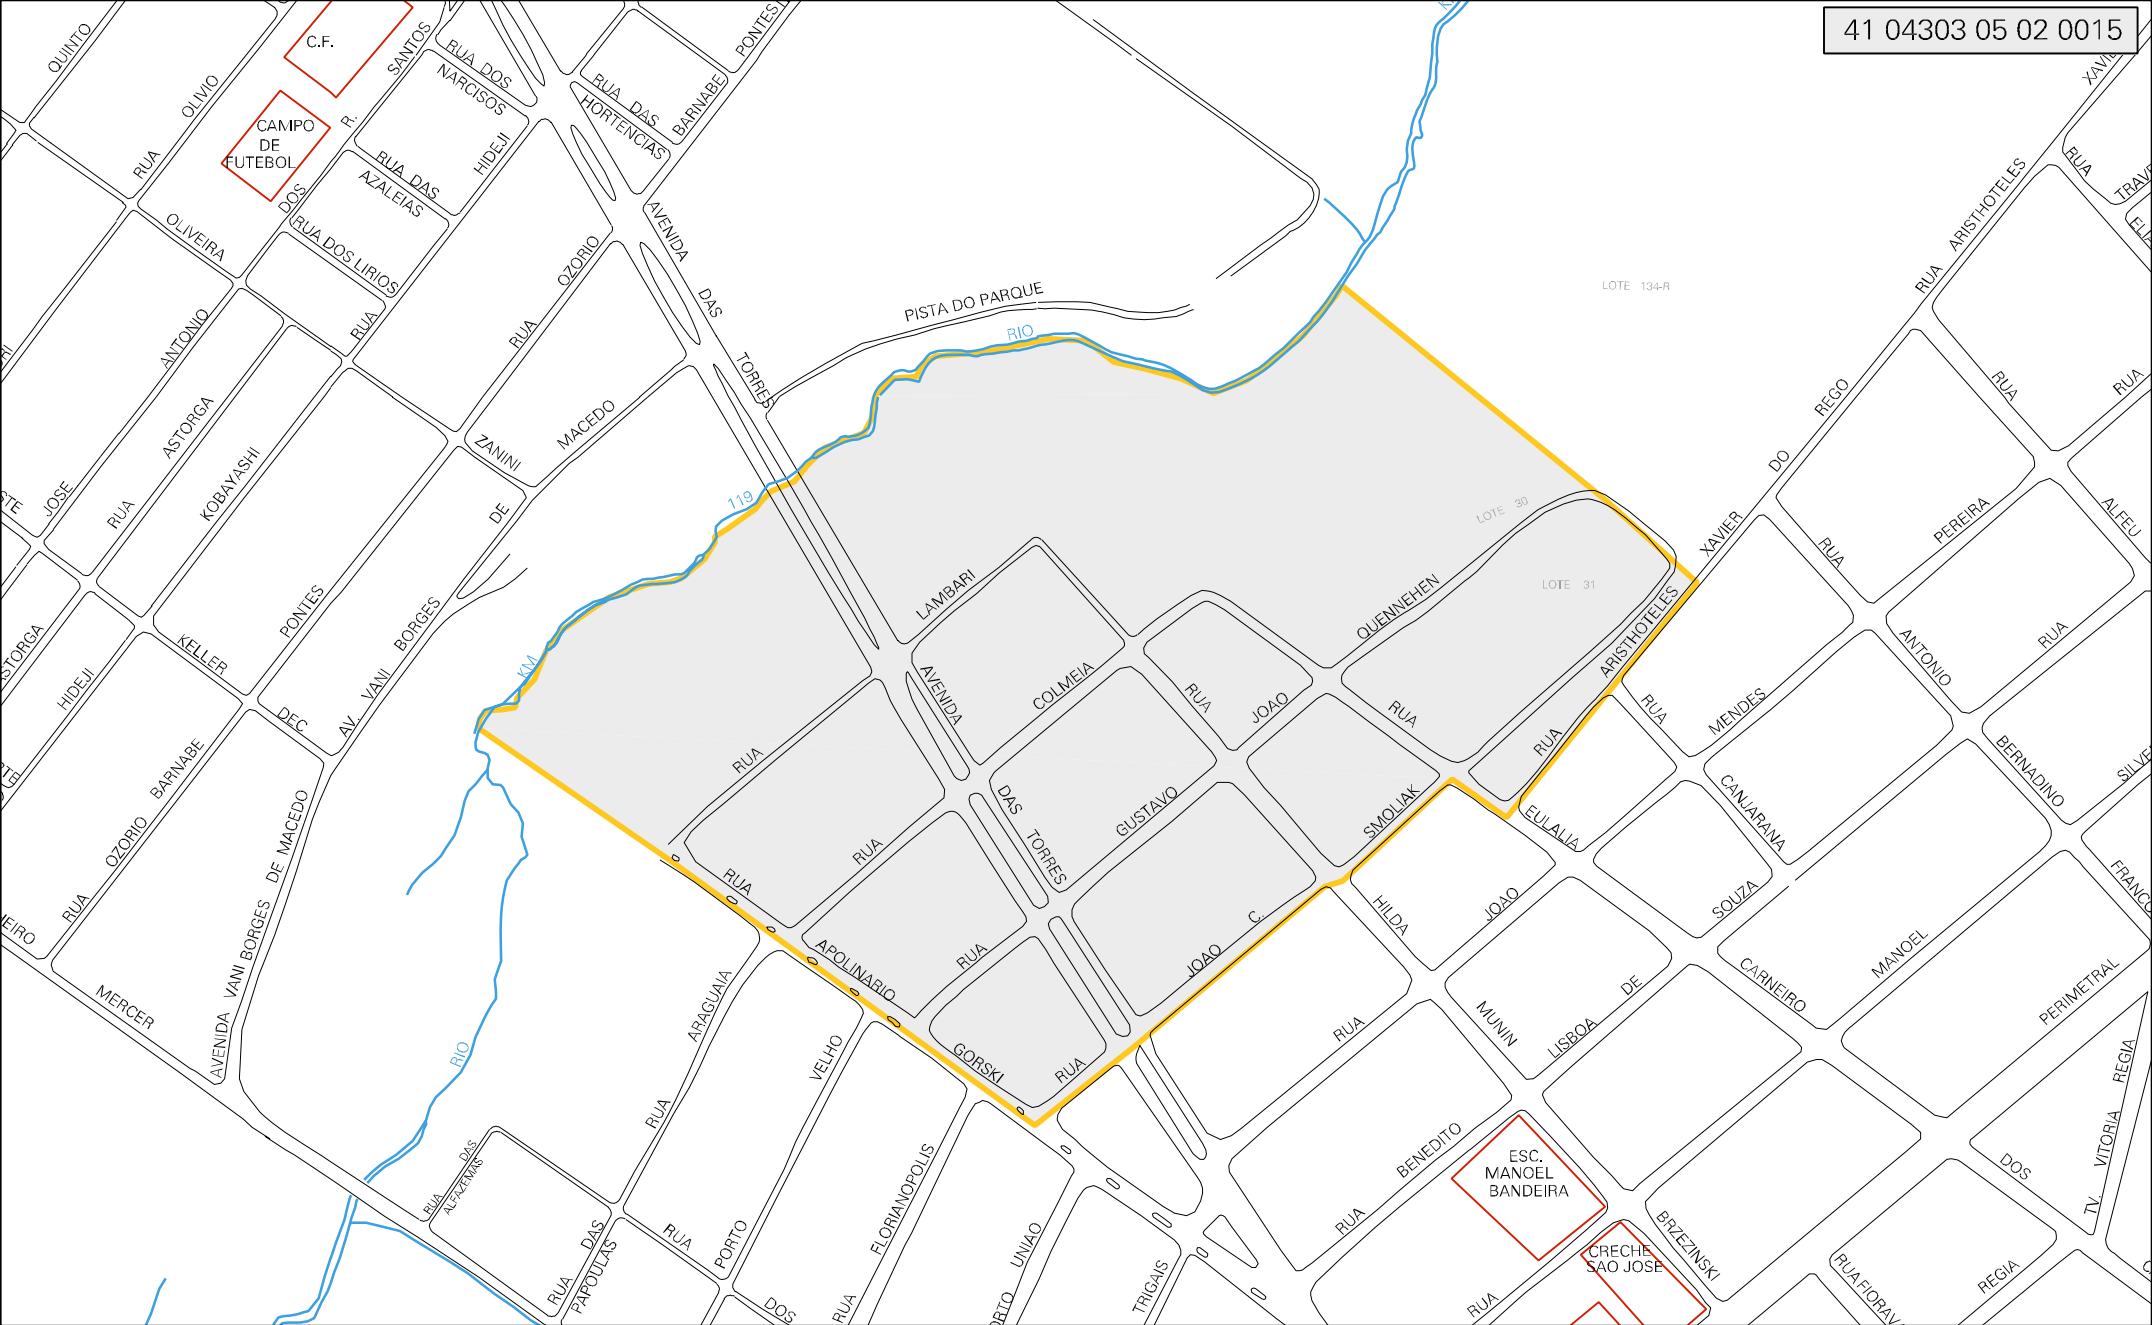 41 04303 05 02 0015
C.F.
CAMPO
DE
FUTEBOL
QUINTO
RUA OLIVIO
R. DOS SANTOS
RUA DOS
NARCISOS
RUA DAS
HORTENCIAS
BARNABE PONTES
RUA DAS
AZALEIAS
RUA DOS LIRIOS
RUA HIDEJI
OLIVEIRA
AVENIDA DAS TORRES
RUA OZORIO
PISTA DO PARQUE
RIO
119
KM
LOTE 134-R
RUA ARISTHOTELES
XAVIER DO REGO
RUA
RUA
RUA
ALFEU
JOSE ANTONIO
RUA ASTORGA
KOBAYASHI
ZANINI
DE MACEDO
AV. VANI BORGES
PONTES
KELLER
DEC
HIDEJI
RUA OZORIO BARNABE
MERCER
AVENIDA VANI BORGES DE MACEDO
LOTE 30
LOTE 31
RUA LAMBARI
RUA COLMEIA
RUA GUSTAVO
QUENNEHEN
RUA JOAO
RUA
RUA ARISTHOTELES
AVENIDA
DAS
TORRES
RUA APOLINARIO GORSKI
RUA JOAO C. SMOLIAK
RUA
PEREIRA
ANTONIO
RUA
MENDES
RUA
CANJARANA
BERNADINO
EULALIA
SOUZA
HILDA
JOAO
MUNIN
LISBOA DE
CARNEIRO
MANOEL
PERIMETRAL
DOS
TV. VITORIA REGIA
RUA
RUA BENEDITO
ESC.
MANOEL
BANDEIRA
CRECHE
SAO JOSE
BRZEZINSKI
RUA
REGIA
RIO
RUA ARAGUAIA
PORTO VELHO
RUA FLORIANOPOLIS
UNIAO
TRIGAIS
RUA DAS
ALFAZEMAS
RUA DAS
PAPOULAS
RUA
DOS